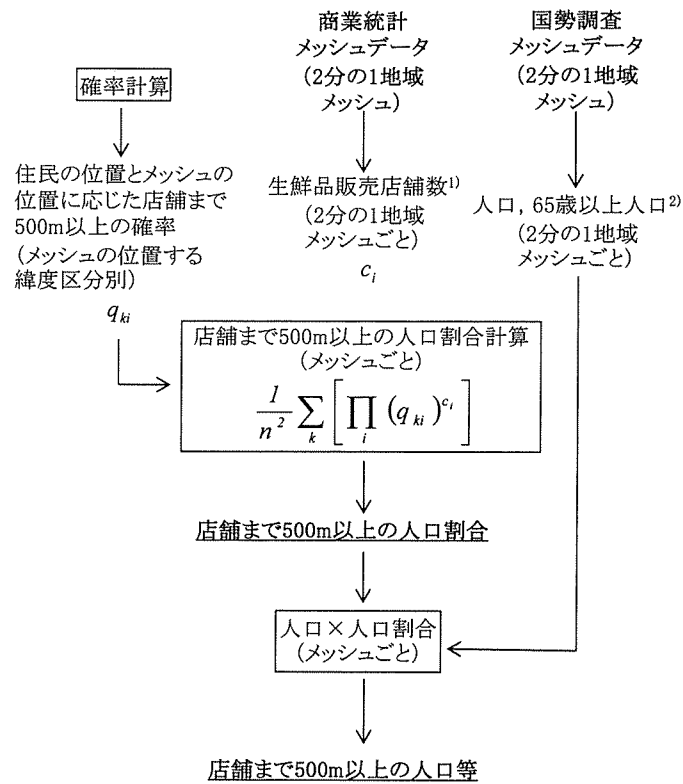 商業統計
メッシュデータ
(2分の1地域
メッシュ)
国勢調査
メッシュデータ
(2分の1地域
メッシュ)
確率計算
住民の位置とメッシュの
位置に応じた店舗まで
500m以上の確率
(メッシュの位置する
緯度区分別)
q_{ki}
生鮮品販売店舗数1)
(2分の1地域
メッシュごと)
c_i
人口, 65歳以上人口2)
(2分の1地域
メッシュごと)
店舗まで500m以上の人口割合計算
(メッシュごと)
\frac{1}{n^2} \sum_k \left[ \prod_i (q_{ki})^{c_i} \right]
店舗まで500m以上の人口割合
人口×人口割合
(メッシュごと)
店舗まで500m以上の人口等